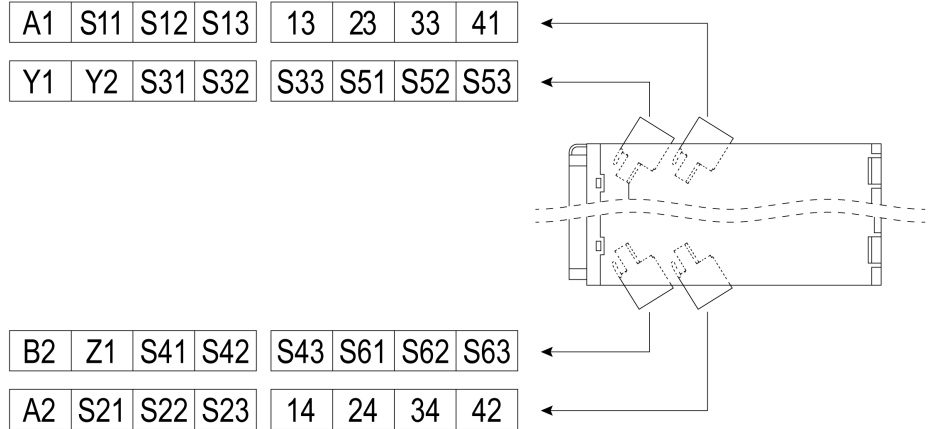 A1 S11 S12 S13 13 23 33 41
Y1 Y2 S31 S32 S33 S51 S52 S53
B2 Z1 S41 S42 S43 S61 S62 S63
A2 S21 S22 S23 14 24 34 42